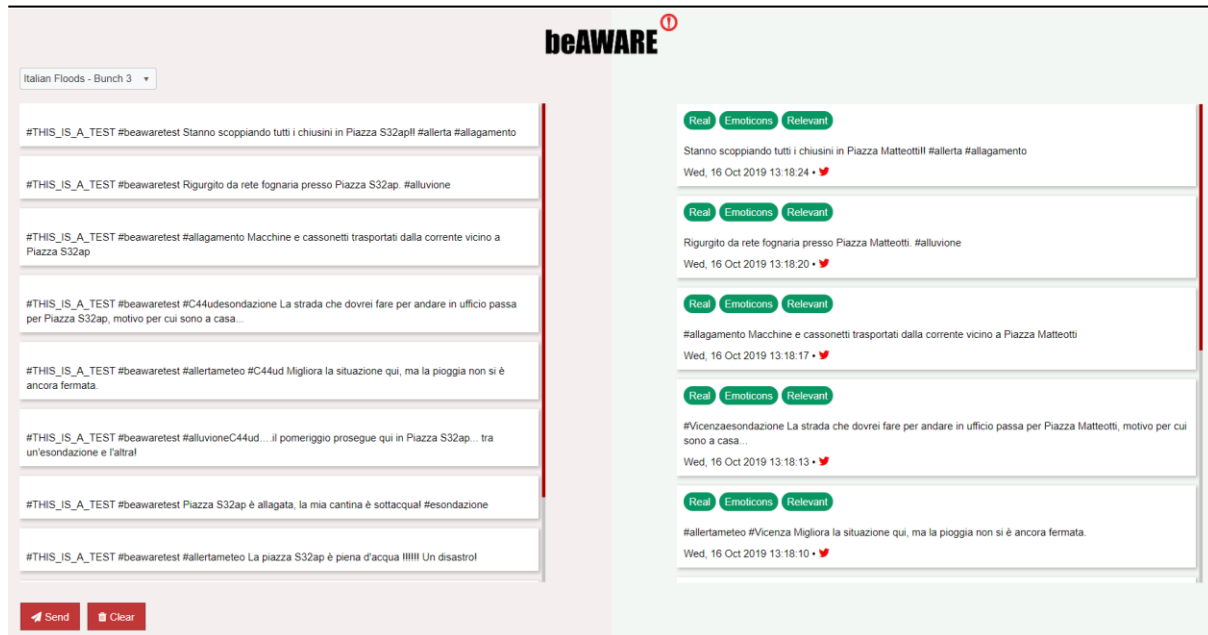 beAWARE
Italian Floods - Bunch 3
#THIS_IS_A_TEST #beawaretest Stanno scoppiando tutti i chiusini in Piazza S32ap!! #allerta #allagamento
#THIS_IS_A_TEST #beawaretest Rigurgito da rete fognaria presso Piazza S32ap. #alluvione
#THIS_IS_A_TEST #beawaretest #allagamento Macchine e cassonetti trasportati dalla corrente vicino a
Piazza S32ap
#THIS_IS_A_TEST #beawaretest #C44udesondazione La strada che dovrei fare per andare in ufficio passa
per Piazza S32ap, motivo per cui sono a casa...
#THIS_IS_A_TEST #beawaretest #allertameteo #C44ud Migliora la situazione qui, ma la pioggia non si è
ancora fermata.
#THIS_IS_A_TEST #beawaretest #alluvioneC44ud....il pomeriggio prosegue qui in Piazza S32ap... tra
un'esondazione e l'altra!
#THIS_IS_A_TEST #beawaretest Piazza S32ap è allagata, la mia cantina è sottacqua! #esondazione
#THIS_IS_A_TEST #beawaretest #allertameteo La piazza S32ap è piena d'acqua !!!!!! Un disastro!
Send Clear
Real Emoticons Relevant
Stanno scoppiando tutti i chiusini in Piazza Matteotti!! #allerta #allagamento
Wed, 16 Oct 2019 13:18:24 •
Real Emoticons Relevant
Rigurgito da rete fognaria presso Piazza Matteotti. #alluvione
Wed, 16 Oct 2019 13:18:20 •
Real Emoticons Relevant
#allagamento Macchine e cassonetti trasportati dalla corrente vicino a Piazza Matteotti
Wed, 16 Oct 2019 13:18:17 •
Real Emoticons Relevant
#Vicenzaesondazione La strada che dovrei fare per andare in ufficio passa per Piazza Matteotti, motivo per cui
sono a casa...
Wed, 16 Oct 2019 13:18:13 •
Real Emoticons Relevant
#allertameteo #Vicenza Migliora la situazione qui, ma la pioggia non si è ancora fermata.
Wed, 16 Oct 2019 13:18:10 •